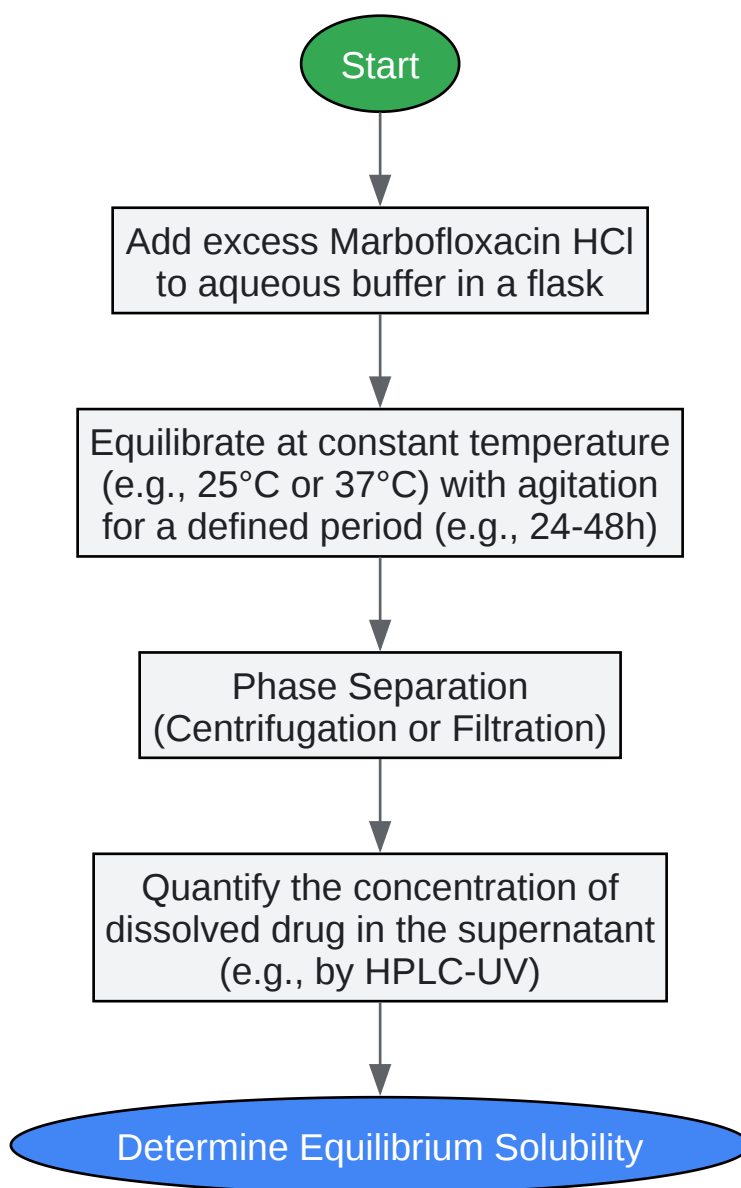 Start
Add excess Marbofloxacin HCl
to aqueous buffer in a flask
Equilibrate at constant temperature
(e.g., 25°C or 37°C) with agitation
for a defined period (e.g., 24-48h)
Phase Separation
(Centrifugation or Filtration)
Quantify the concentration of
dissolved drug in the supernatant
(e.g., by HPLC-UV)
Determine Equilibrium Solubility